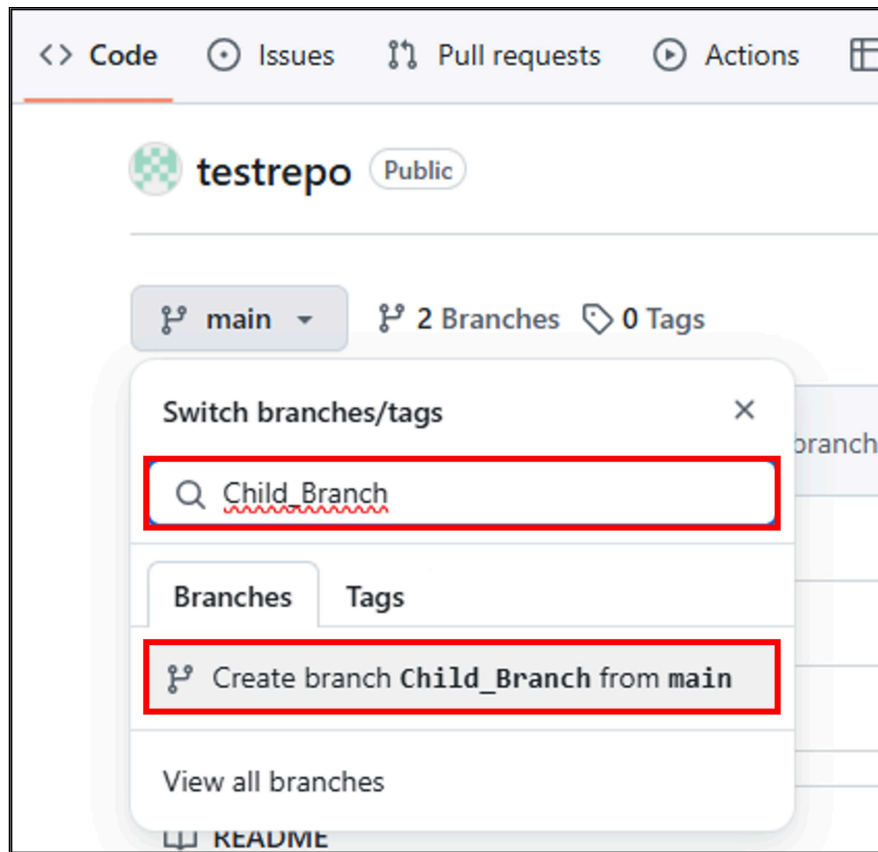 <> Code Issues Pull requests Actions
testrepo Public
main 2 Branches 0 Tags
Switch branches/tags
branch
Child_Branch
Branches Tags
Create branch Child_Branch from main
View all branches
README